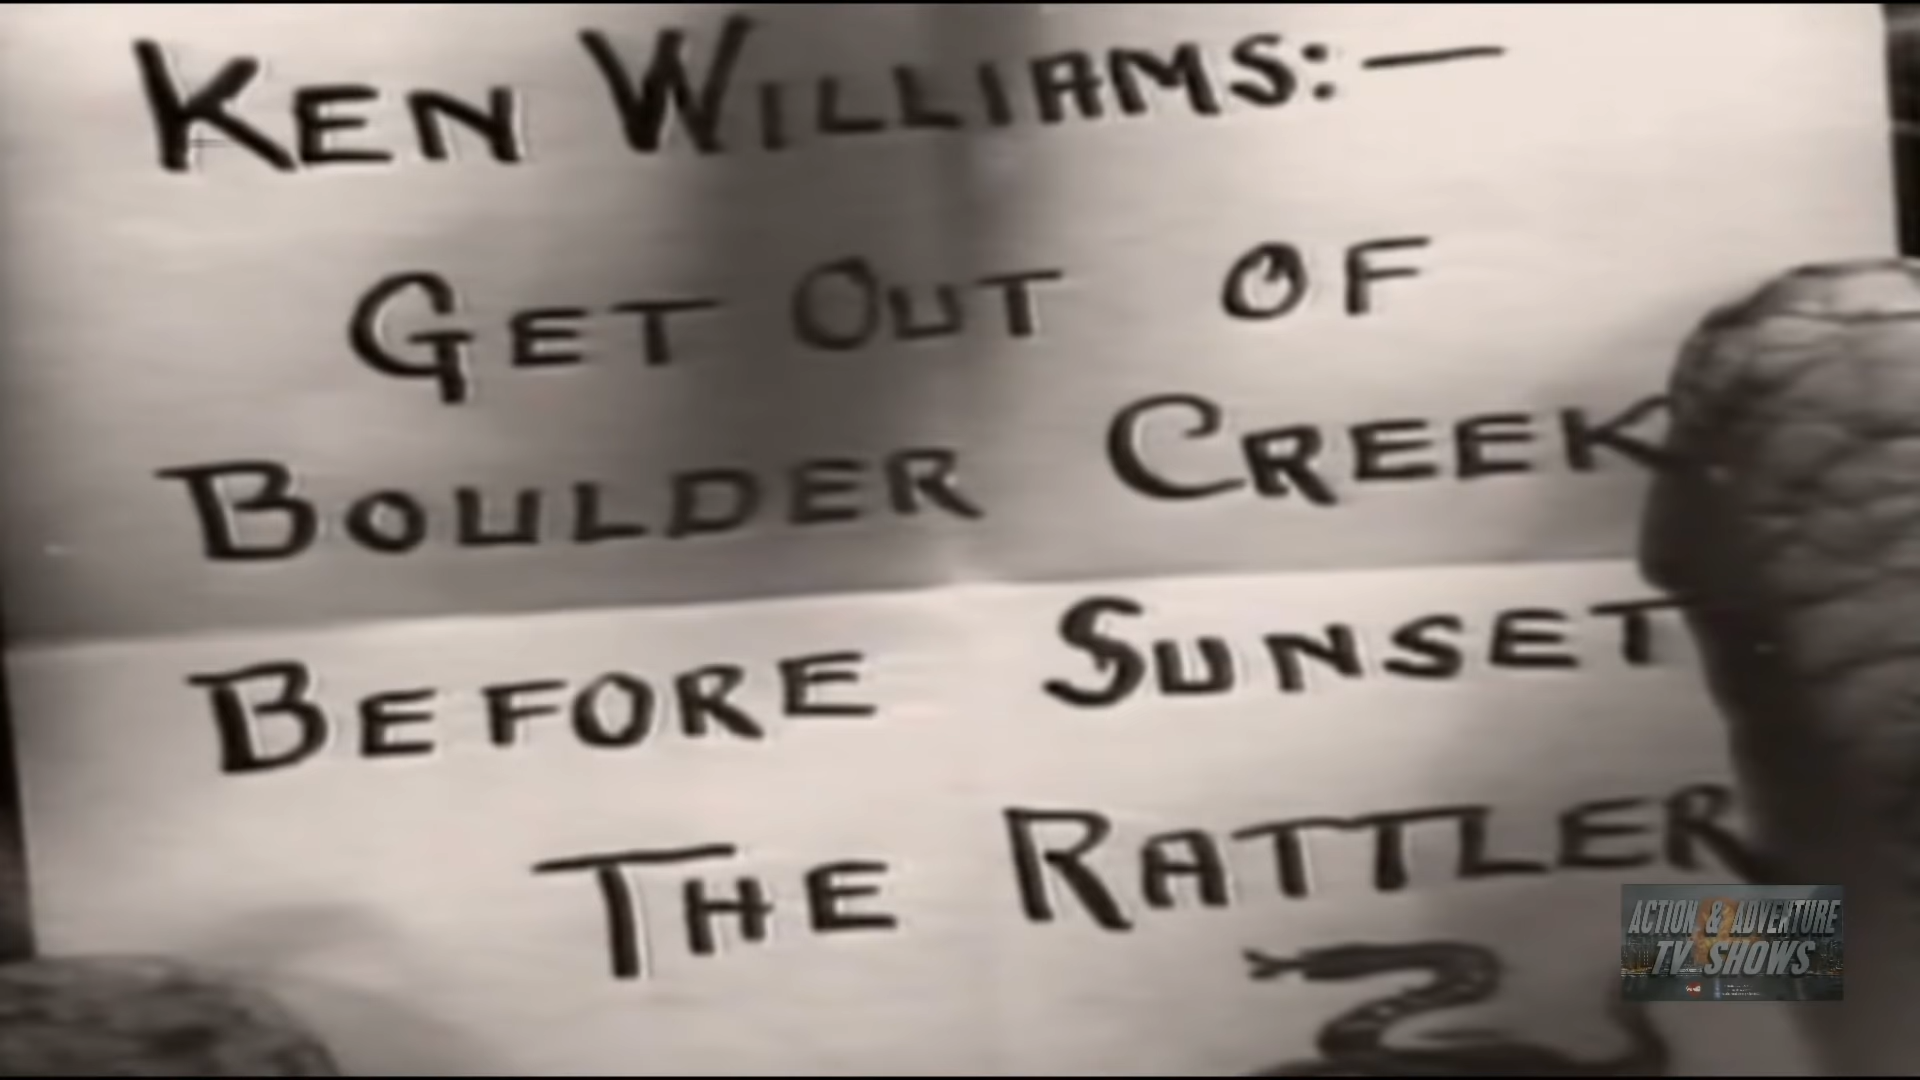 KEN WILLIAMS:—
GET OUT OF
BOULDER CREEK
BEFORE SUNSET
THE RATTLER
ACTION & ADVENTURE
TV SHOWS